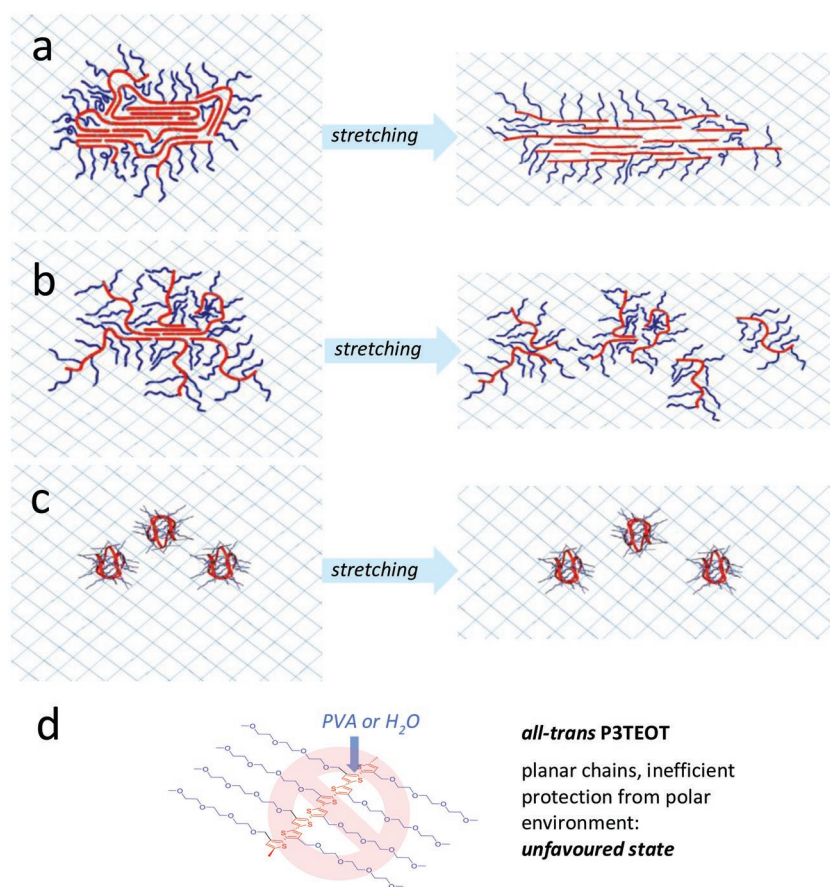 a
stretching
b
stretching
c
stretching
d
PVA or H₂O
all-trans P3TEOT
planar chains, inefficient
protection from polar
environment:
unfavoured state